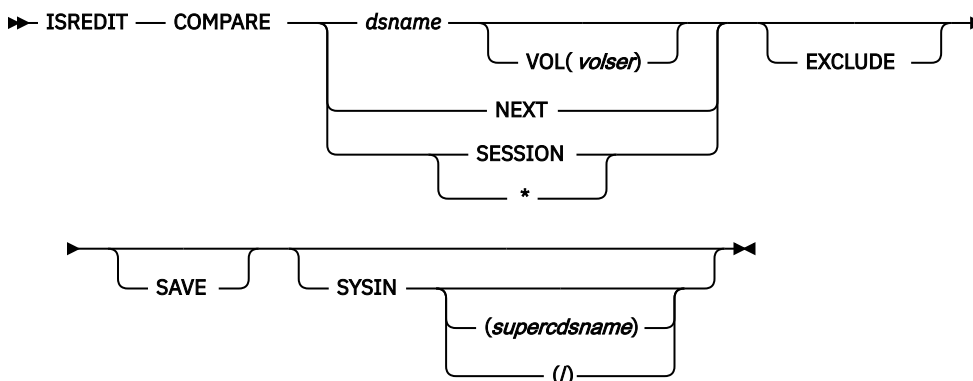 ISREDIT COMPARE dsname EXCLUDE
VOL( volser)
NEXT
SESSION
*
SAVE SYSIN
(supercdsname)
(/)